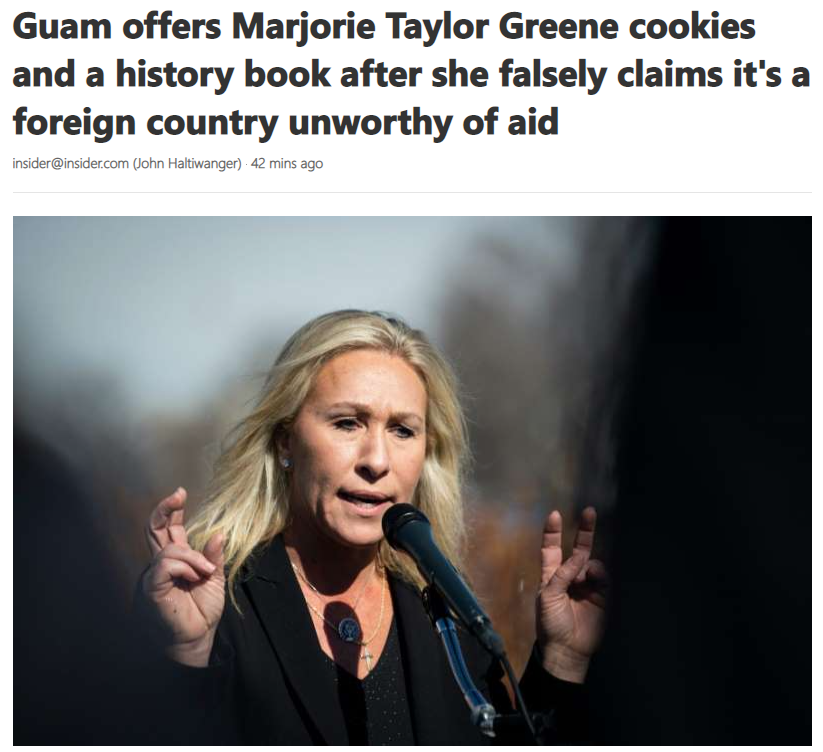 Guam offers Marjorie Taylor Greene cookies
and a history book after she falsely claims it's a
foreign country unworthy of aid
insider@insider.com (John Haltiwanger) · 42 mins ago